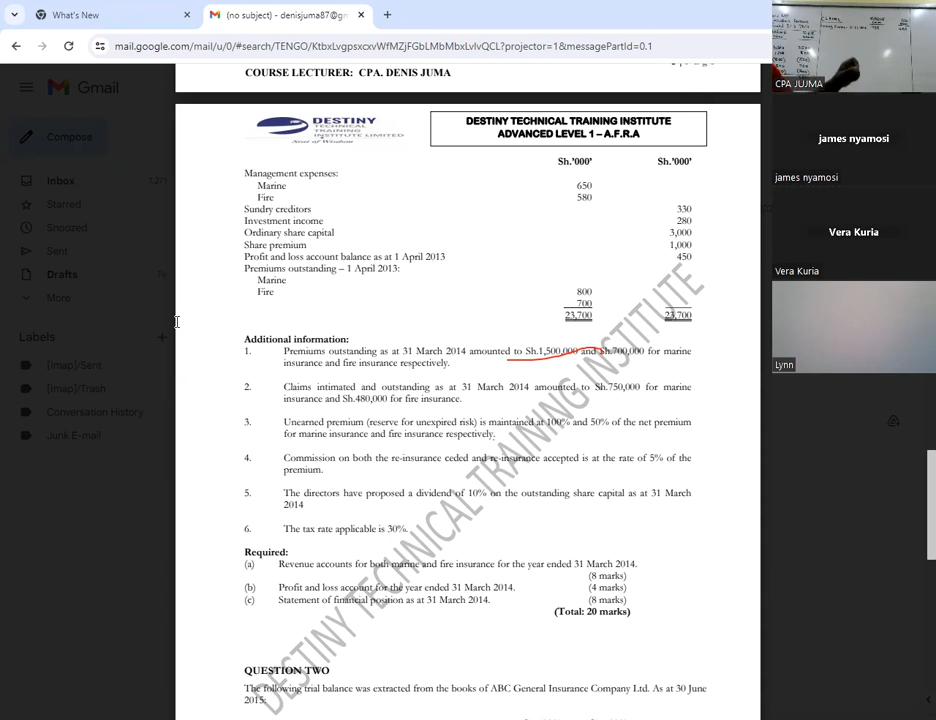 What's New
(no subject) - denisjuma87@gm
mail.google.com/mail/u/0/#search/TENGO/KtbxLvgpsxcxvWfMZjFGbLMbMbxLvlvQCL?projector=1&messagePartId=0.1
Gmail
Compose
Inbox 7,271
Starred
Snoozed
Sent
Drafts
More
Labels
[Imap]/Sent
[Imap]/Trash
Conversation History
Junk E-mail
COURSE LECTURER: CPA. DENIS JUMA
DESTINY
TECHNICAL
TRAINING
INSTITUTE LIMITED
Seat of Wisdom
DESTINY TECHNICAL TRAINING INSTITUTE
ADVANCED LEVEL 1 – A.F.R.A
Sh.'000' Sh.'000'
Management expenses:
Marine 650
Fire 580
Sundry creditors 330
Investment income 280
Ordinary share capital 3,000
Share premium 1,000
Profit and loss account balance as at 1 April 2013 450
Premiums outstanding – 1 April 2013:
Marine
Fire 800
700
23,700 23,700
Additional information:
1. Premiums outstanding as at 31 March 2014 amounted to Sh.1,500,000 and Sh.700,000 for marine
insurance and fire insurance respectively.
2. Claims intimated and outstanding as at 31 March 2014 amounted to Sh.750,000 for marine
insurance and Sh.480,000 for fire insurance.
3. Unearned premium (reserve for unexpired risk) is maintained at 100% and 50% of the net premium
for marine insurance and fire insurance respectively.
4. Commission on both the re-insurance ceded and re-insurance accepted is at the rate of 5% of the
premium.
5. The directors have proposed a dividend of 10% on the outstanding share capital as at 31 March
2014
6. The tax rate applicable is 30%.
Required:
(a) Revenue accounts for both marine and fire insurance for the year ended 31 March 2014.
(8 marks)
(b) Profit and loss account for the year ended 31 March 2014. (4 marks)
(c) Statement of financial position as at 31 March 2014. (8 marks)
(Total: 20 marks)
QUESTION TWO
The following trial balance was extracted from the books of ABC General Insurance Company Ltd. As at 30 June
2015:
DESTINY TECHNICAL TRAINING INSTITUTE
CPA JUJMA
james nyamosi
james nyamosi
Vera Kuria
Vera Kuria
Lynn